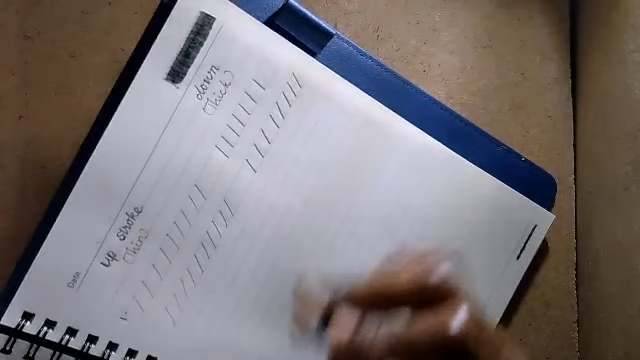 Date
up stroke
(Thin)
down
(Thick)